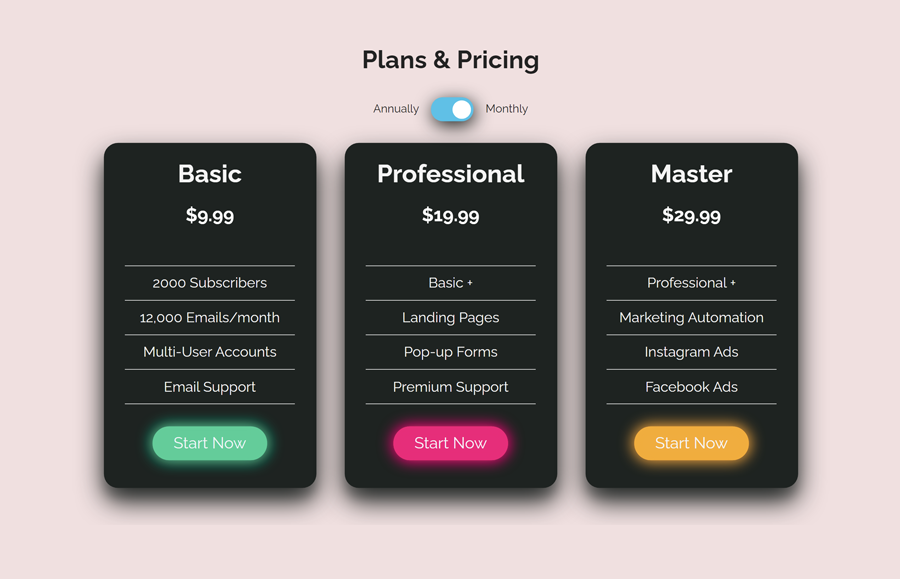 Plans & Pricing
Annually Monthly
Basic
$9.99
2000 Subscribers
12,000 Emails/month
Multi-User Accounts
Email Support
Start Now
Professional
$19.99
Basic +
Landing Pages
Pop-up Forms
Premium Support
Start Now
Master
$29.99
Professional +
Marketing Automation
Instagram Ads
Facebook Ads
Start Now